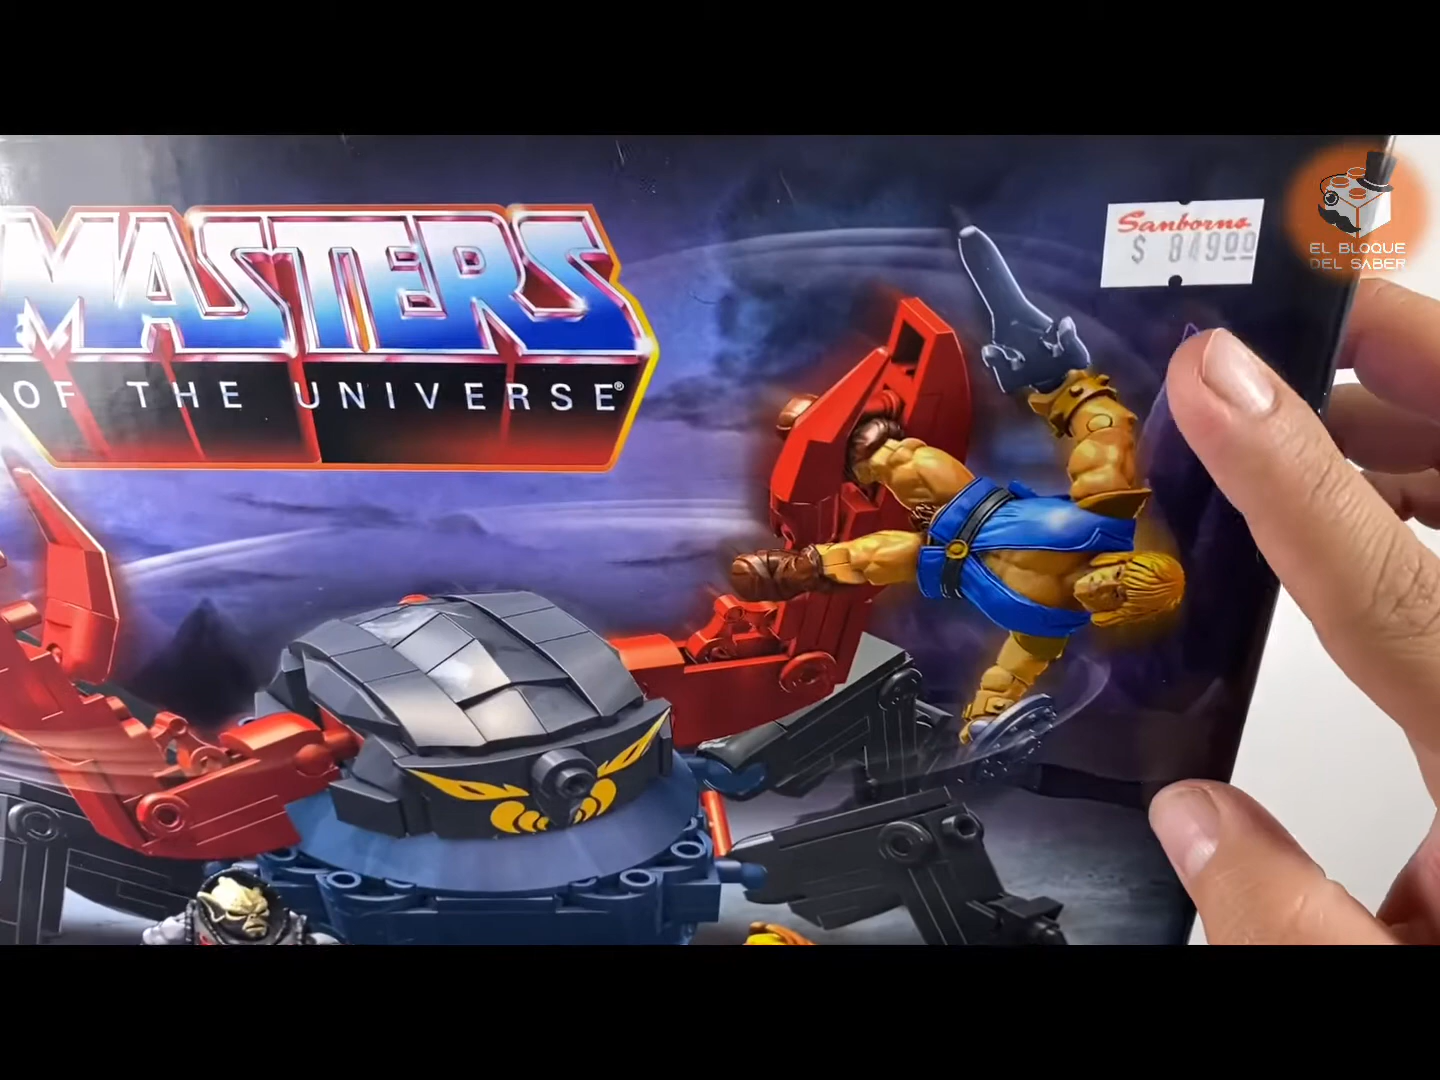 MASTERS
OF THE UNIVERSE®
Sanborns
$ 849.00
EL BLOQUE
DEL SABER